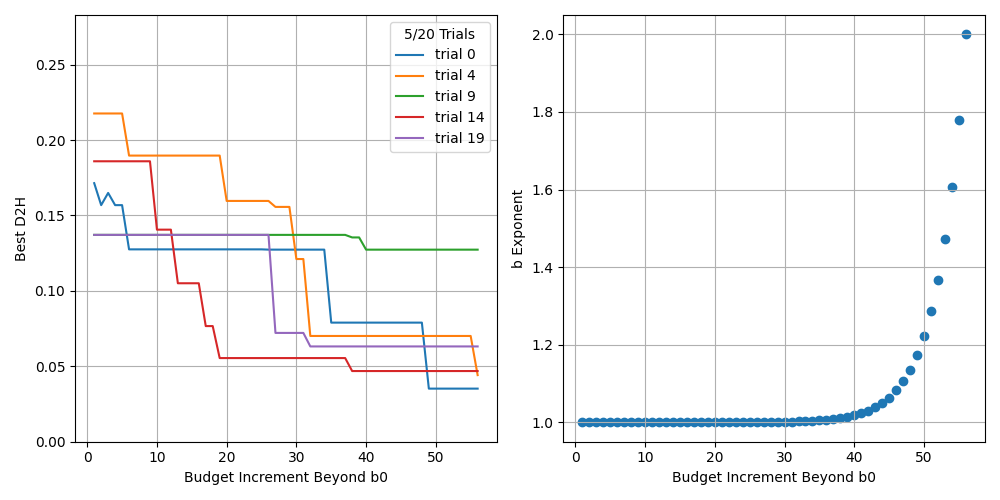 5/20 Trials
trial 0
trial 4
trial 9
trial 14
trial 19
0.25
0.20
0.15
0.10
0.05
0.00
Best D2H
0 10 20 30 40 50
Budget Increment Beyond b0
2.0
1.8
1.6
1.4
1.2
1.0
b Exponent
0 10 20 30 40 50
Budget Increment Beyond b0